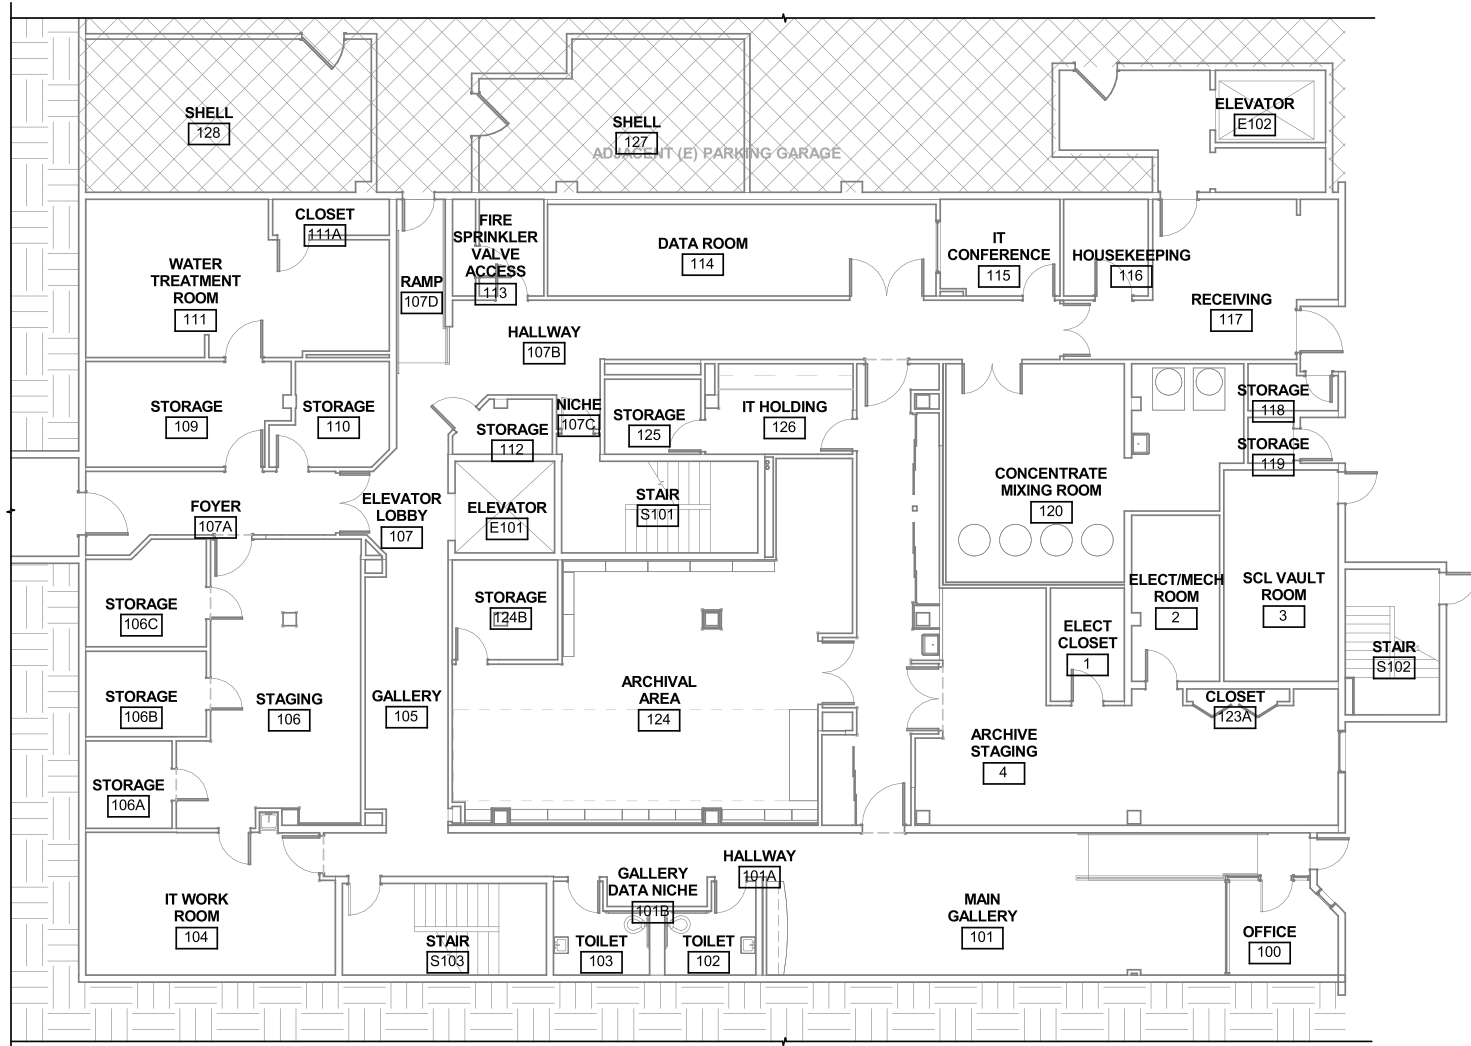 SHELL
128
SHELL
127
ADJACENT (E) PARKING GARAGE
ELEVATOR
E102
CLOSET
111A
WATER
TREATMENT
ROOM
111
RAMP
107D
FIRE
SPRINKLER
VALVE
ACCESS
113
DATA ROOM
114
IT
CONFERENCE
115
HOUSEKEEPING
116
RECEIVING
117
HALLWAY
107B
STORAGE
109
STORAGE
110
STORAGE
112
NICHE
107C
STORAGE
125
IT HOLDING
126
STORAGE
118
STORAGE
119
CONCENTRATE
MIXING ROOM
120
FOYER
107A
ELEVATOR
LOBBY
107
ELEVATOR
E101
STAIR
S101
STORAGE
106C
STORAGE
124B
ELECT/MECH
ROOM
2
SCL VAULT
ROOM
3
ELECT
CLOSET
1
STAIR
S102
STORAGE
106B
STAGING
106
GALLERY
105
ARCHIVAL
AREA
124
CLOSET
123A
ARCHIVE
STAGING
4
STORAGE
106A
IT WORK
ROOM
104
STAIR
S103
TOILET
103
GALLERY
DATA NICHE
101B
TOILET
102
HALLWAY
101A
MAIN
GALLERY
101
OFFICE
100